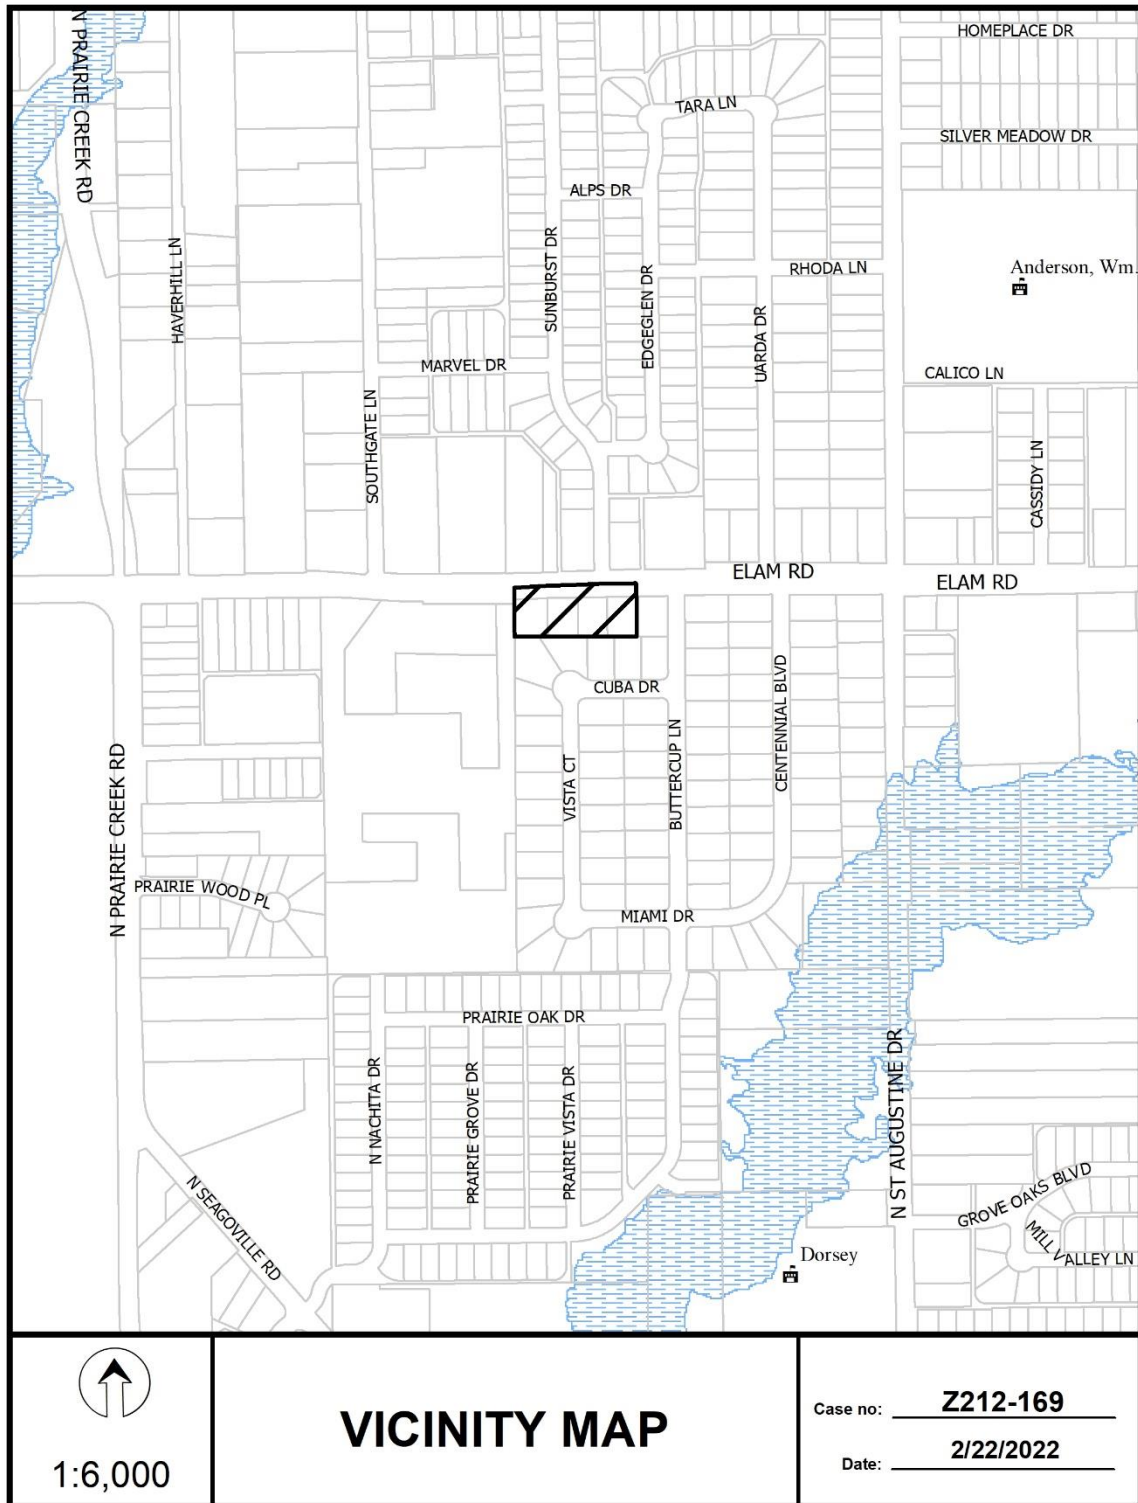 N PRAIRIE CREEK RD
HOMEPLACE DR
TARA LN
SILVER MEADOW DR
ALPS DR
HAVERHILL LN
SUNBURST DR
EDGEGLEN DR
RHODA LN
Anderson, Wm.
UARDA DR
MARVEL DR
CALICO LN
SOUTHGATE LN
CASSIDY LN
ELAM RD
ELAM RD
CUBA DR
CENTENNIAL BLVD
BUTTERCUP LN
VISTA CT
N PRAIRIE CREEK RD
PRAIRIE WOOD PL
MIAMI DR
PRAIRIE OAK DR
N NACHITA DR
PRAIRIE GROVE DR
PRAIRIE VISTA DR
N ST AUGUSTINE DR
N SEAGOVILLE RD
GROVE OAKS BLVD
MILL VALLEY LN
Dorsey
1:6,000
VICINITY MAP
Case no: Z212-169
Date: 2/22/2022